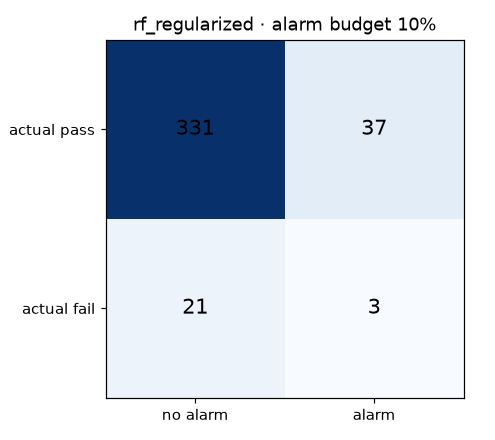 rf_regularized · alarm budget 10%
actual pass
331
37
actual fail
21
3
no alarm
alarm